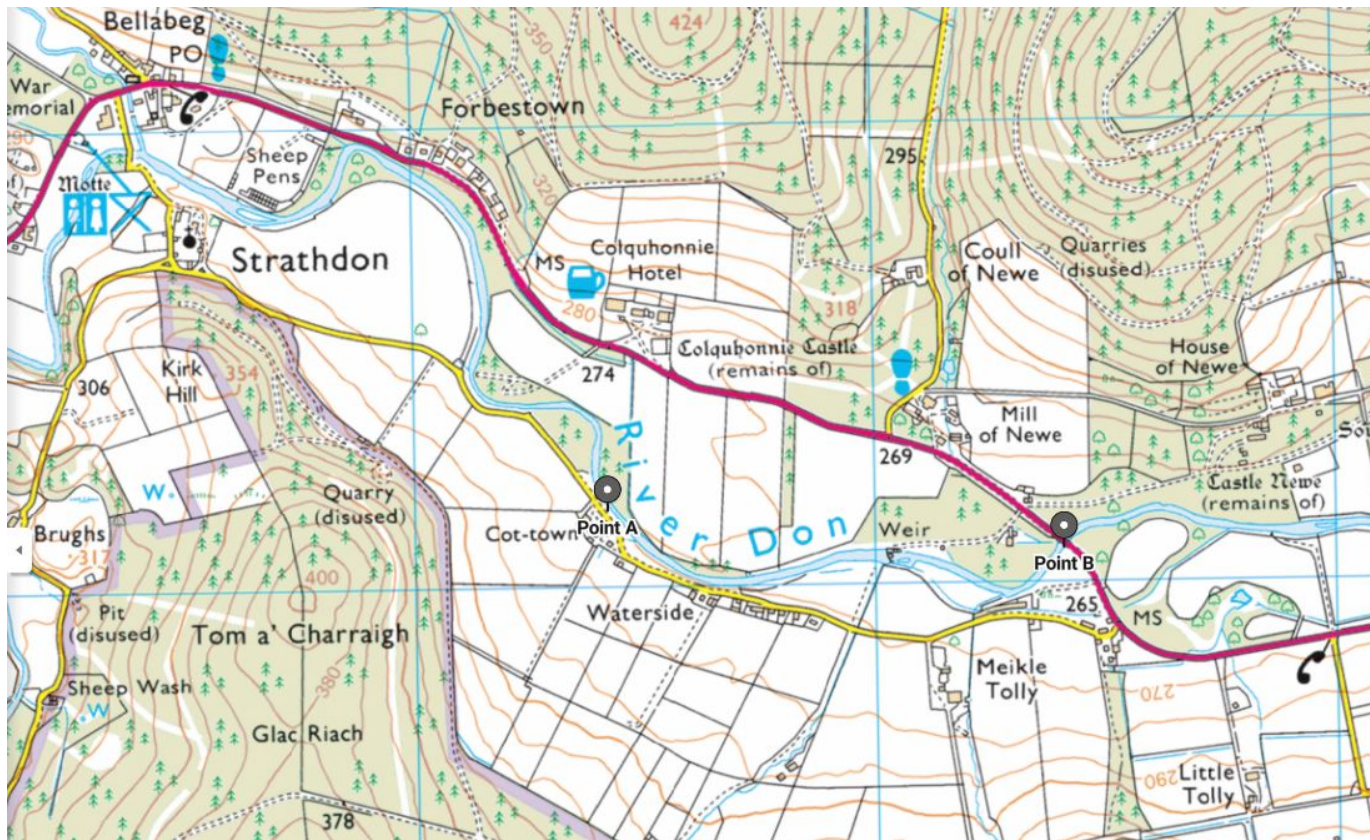 Bellabeg
PO
424
350
War
emorial
Forbestown
290
Sheep
Pens
295
Motte
320
Strathdon
MS
Colquhonnie
Hotel
Coull
of Newe
Quarries
(disused)
280
318
Colquhonnie Castle
(remains of)
House
of Newe
Kirk
Hill
354
274
306
Mill
of Newe
River Don
269
Castle Newe
(remains of)
So
W
Quarry
(disused)
Point A
Cot-town
Weir
Point B
Brughs
317
400
Waterside
265
MS
Pit
(disused)
Tom a' Charraigh
Meikle
Tolly
380
270
Sheep Wash
W
Glac Riach
290
Little
Tolly
378